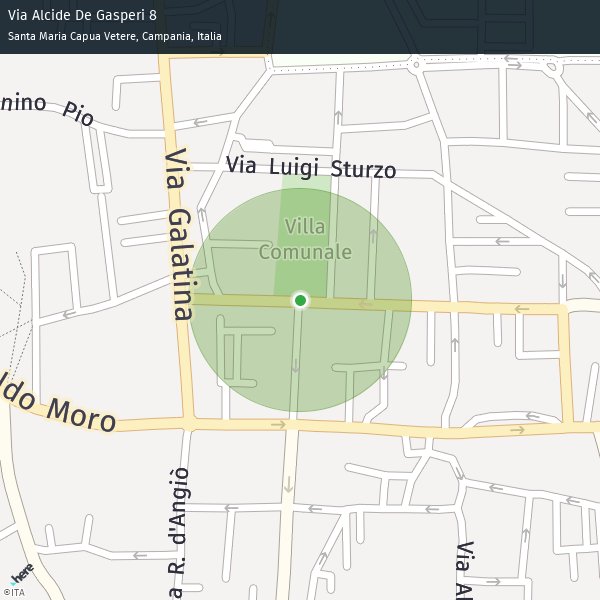 Via Alcide De Gasperi 8
Santa Maria Capua Vetere, Campania, Italia
nino Pio
Via Luigi Sturzo
Via Galatina
Villa
Comunale
ldo Moro
a R. d'Angiò
Via Al
here
©ITA